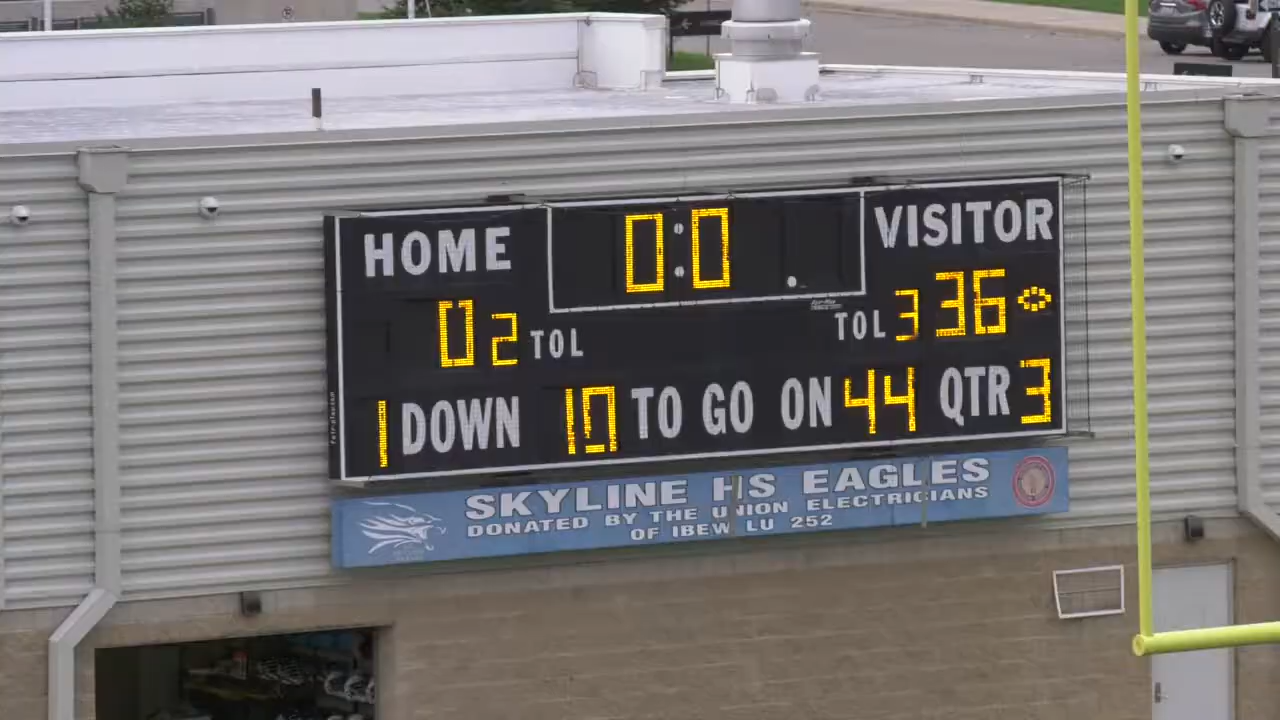 HOME 0:0 VISITOR
0 2 TOL TOL 3 36
1 DOWN 10 TO GO ON 44 QTR 3
SKYLINE HS EAGLES
DONATED BY THE UNION ELECTRICIANS
OF IBEW LU 252